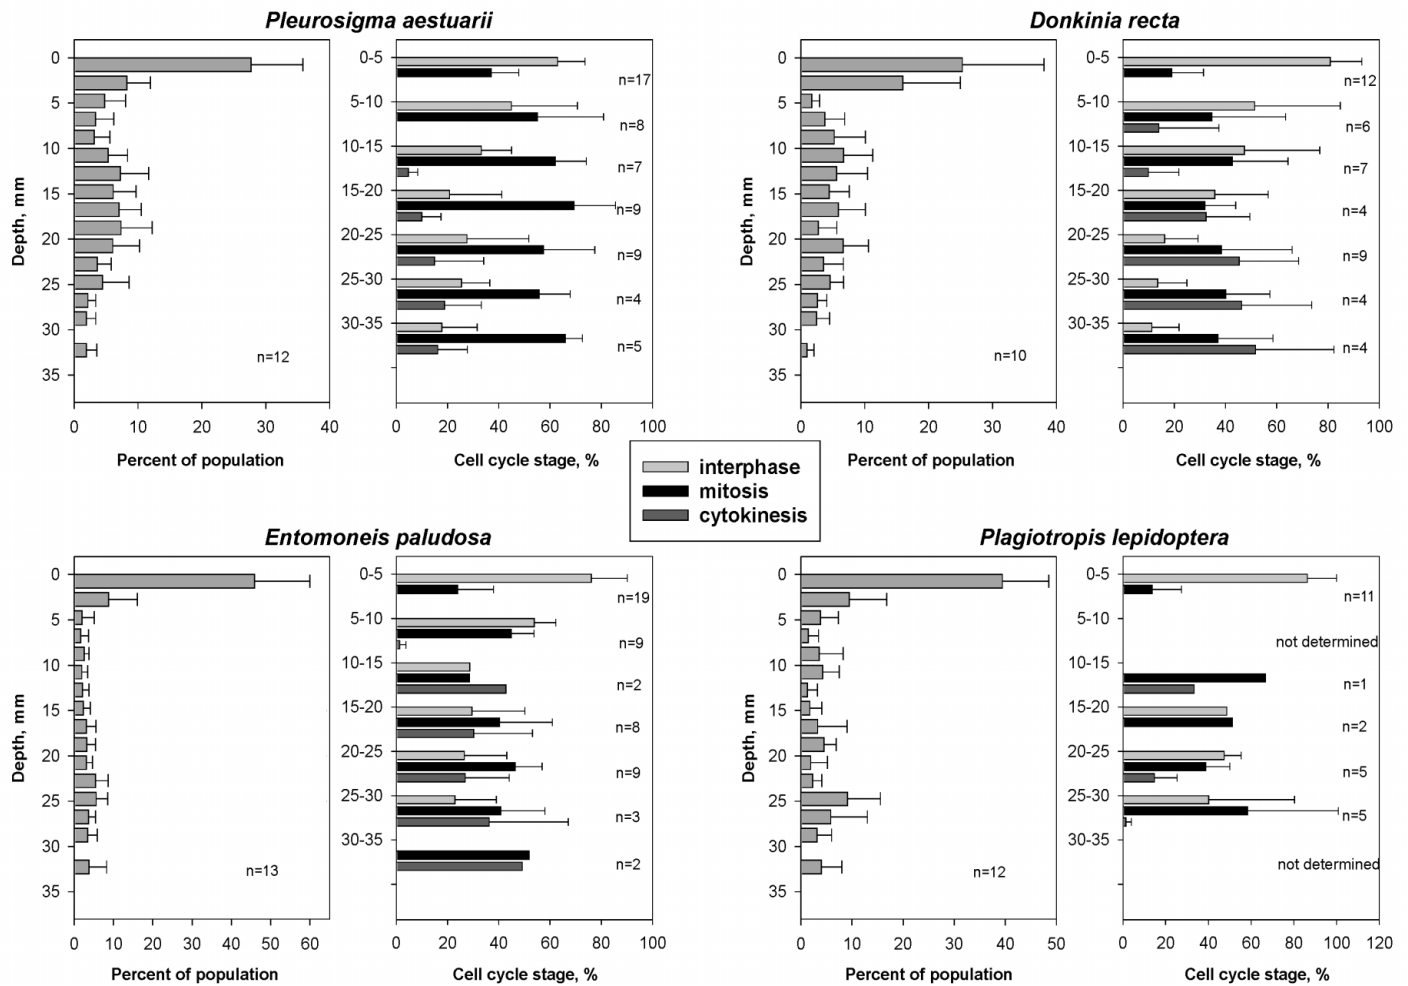 Pleurosigma aestuarii
0
5
10
15
20
25
30
35
Depth, mm
n=12
0 10 20 30 40
Percent of population
0-5
5-10
10-15
15-20
20-25
25-30
30-35
n=17
n=8
n=7
n=9
n=9
n=4
n=5
0 20 40 60 80 100
Cell cycle stage, %
Donkinia recta
0
5
10
15
20
25
30
35
Depth, mm
n=10
0 10 20 30 40
Percent of population
0-5
5-10
10-15
15-20
20-25
25-30
30-35
n=12
n=6
n=7
n=4
n=9
n=4
n=4
0 20 40 60 80 100
Cell cycle stage, %
interphase
mitosis
cytokinesis
Entomoneis paludosa
0
5
10
15
20
25
30
35
Depth, mm
n=13
0 10 20 30 40 50 60
Percent of population
0-5
5-10
10-15
15-20
20-25
25-30
30-35
n=19
n=9
n=2
n=8
n=9
n=3
n=2
0 20 40 60 80 100
Cell cycle stage, %
Plagiotropis lepidoptera
0
5
10
15
20
25
30
35
Depth, mm
n=12
0 10 20 30 40 50
Percent of population
0-5
5-10
10-15
15-20
20-25
25-30
30-35
n=11
not determined
n=1
n=2
n=5
n=5
not determined
0 20 40 60 80 100 120
Cell cycle stage, %